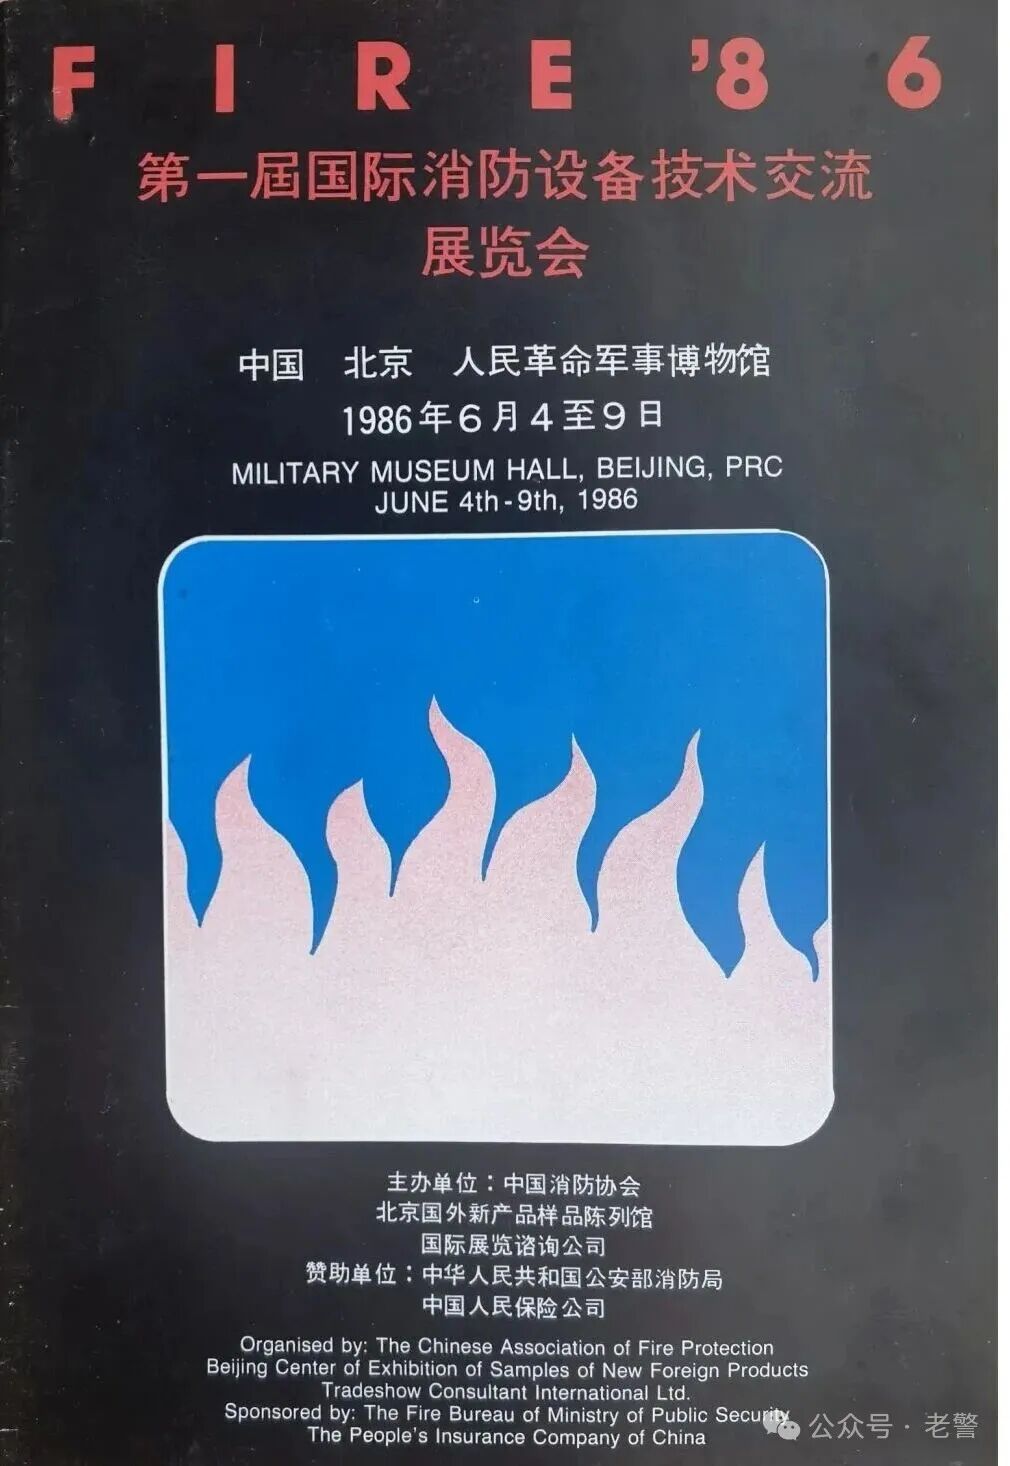 FIRE '86
第一届国际消防设备技术交流
展览会
中国 北京 人民革命军事博物馆
1986年6月4至9日
MILITARY MUSEUM HALL, BEIJING, PRC
JUNE 4th-9th, 1986
主办单位：中国消防协会
北京国外新产品样品陈列馆
国际展览谘询公司
赞助单位：中华人民共和国公安部消防局
中国人民保险公司
Organised by: The Chinese Association of Fire Protection
Beijing Center of Exhibition of Samples of New Foreign Products
Tradeshow Consultant International Ltd.
Sponsored by: The Fire Bureau of Ministry of Public Security
The People's Insurance Company of China
公众号·老警